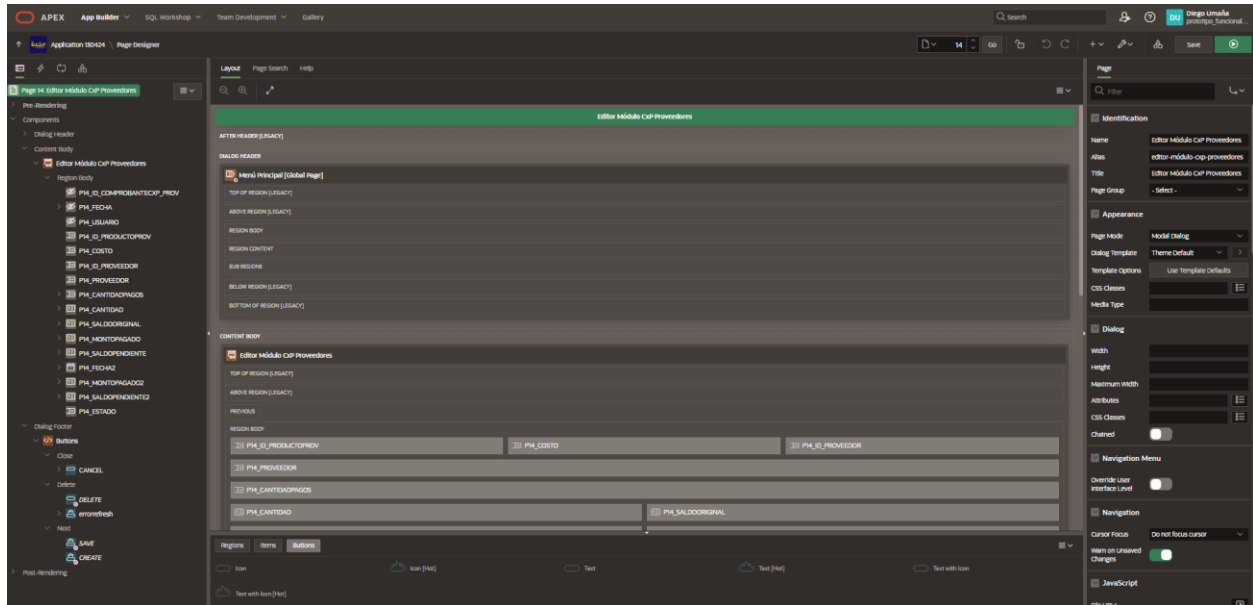 APEX App Builder SQL Workshop Team Development Gallery Search Diego Umaña
prototipo_funcional...
DU
Application 130424 \ Page Designer 14 Go Save
Page 14: Editor Módulo CxP Proveedores
Pre-Rendering
Components
Dialog Header
Content Body
Editor Módulo CxP Proveedores
Region Body
P14_ID_COMPROBANTECXP_PROV
P14_FECHA
P14_USUARIO
P14_ID_PRODUCTOPROV
P14_COSTO
P14_ID_PROVEEDOR
P14_PROVEEDOR
P14_CANTIDADPAGOS
P14_CANTIDAD
P14_SALDOORIGINAL
P14_MONTOPAGADO
P14_SALDOPENDIENTE
P14_FECHA2
P14_MONTOPAGADO2
P14_SALDOPENDIENTE2
P14_ESTADO
Dialog Footer
Buttons
Close
CANCEL
Delete
DELETE
errorrefresh
Next
SAVE
CREATE
Post-Rendering
Layout Page Search Help
Editor Módulo CxP Proveedores
AFTER HEADER [LEGACY]
DIALOG HEADER
Menú Principal [Global Page]
TOP OF REGION [LEGACY]
ABOVE REGION [LEGACY]
REGION BODY
REGION CONTENT
SUB REGIONS
BELOW REGION [LEGACY]
BOTTOM OF REGION [LEGACY]
CONTENT BODY
Editor Módulo CxP Proveedores
TOP OF REGION [LEGACY]
ABOVE REGION [LEGACY]
PREVIOUS
REGION BODY
P14_ID_PRODUCTOPROV P14_COSTO P14_ID_PROVEEDOR
P14_PROVEEDOR
P14_CANTIDADPAGOS
P14_CANTIDAD P14_SALDOORIGINAL
Regions Items Buttons
Icon Icon [Hot] Text Text [Hot] Text with Icon
Text with Icon [Hot]
Page
Filter
Identification
Name Editor Módulo CxP Proveedores
Alias editor-módulo-cxp-proveedores
Title Editor Módulo CxP Proveedores
Page Group - Select -
Appearance
Page Mode Modal Dialog
Dialog Template Theme Default
Template Options Use Template Defaults
CSS Classes
Media Type
Dialog
Width
Height
Maximum Width
Attributes
CSS Classes
Chained
Navigation Menu
Override User
Interface Level
Navigation
Cursor Focus Do not focus cursor
Warn on Unsaved
Changes
JavaScript